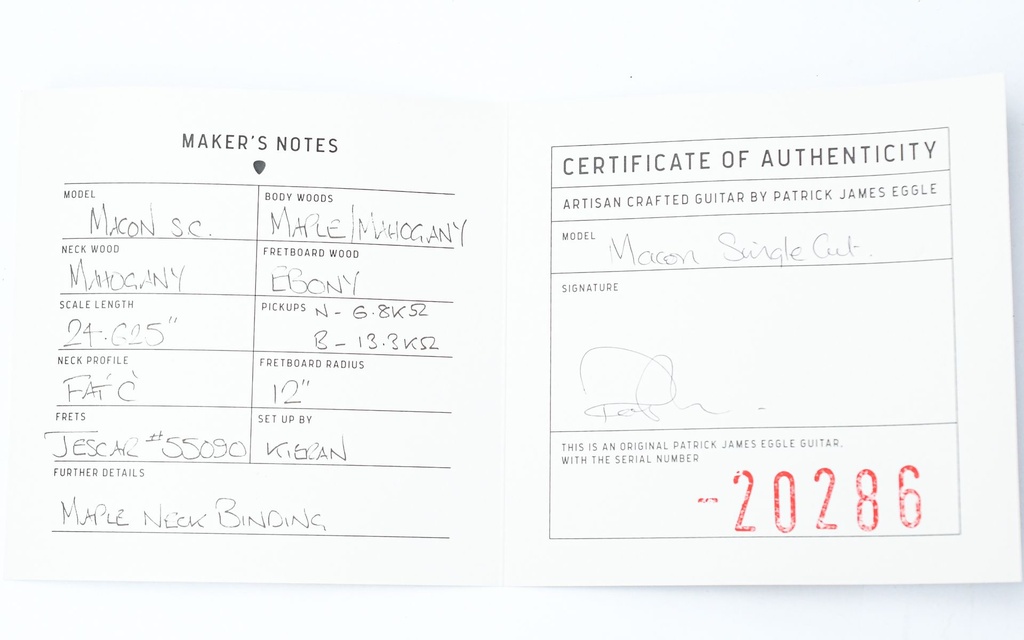 MAKER'S NOTES
MODEL
MACON S.C.
BODY WOODS
MAPLE/MAHOGANY
NECK WOOD
MAHOGANY
FRETBOARD WOOD
EBONY
SCALE LENGTH
24.625"
PICKUPS N - 6.8KΩ
B - 13.3KΩ
NECK PROFILE
FAT 'C'
FRETBOARD RADIUS
12"
FRETS
JESCAR #55090
SET UP BY
KIERAN
FURTHER DETAILS
MAPLE NECK BINDING
CERTIFICATE OF AUTHENTICITY
ARTISAN CRAFTED GUITAR BY PATRICK JAMES EGGLE
MODEL Macon Single Cut.
SIGNATURE
THIS IS AN ORIGINAL PATRICK JAMES EGGLE GUITAR,
WITH THE SERIAL NUMBER
-20286